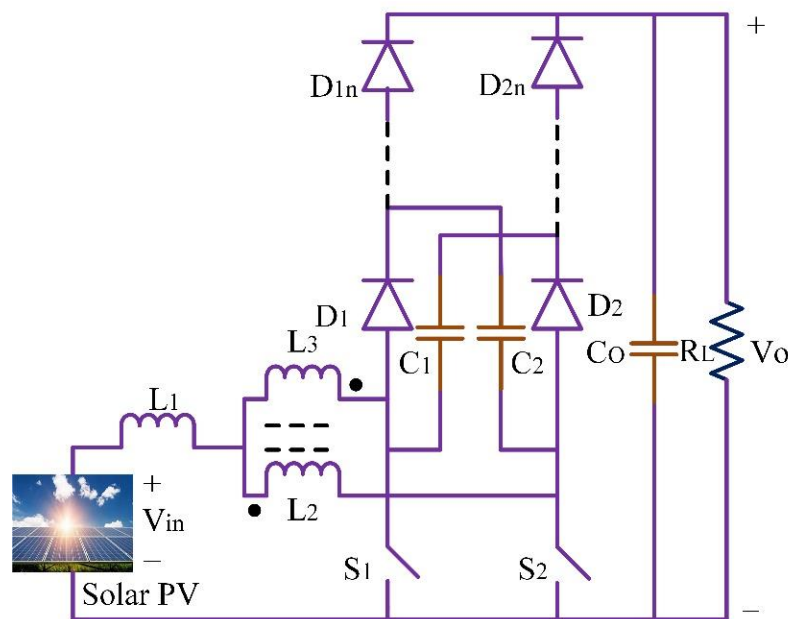 +
D1n
D2n
D1
D2
L3
C1
C2
Co
RL
Vo
L1
+
Vin
L2
S1
S2
−
Solar PV
−